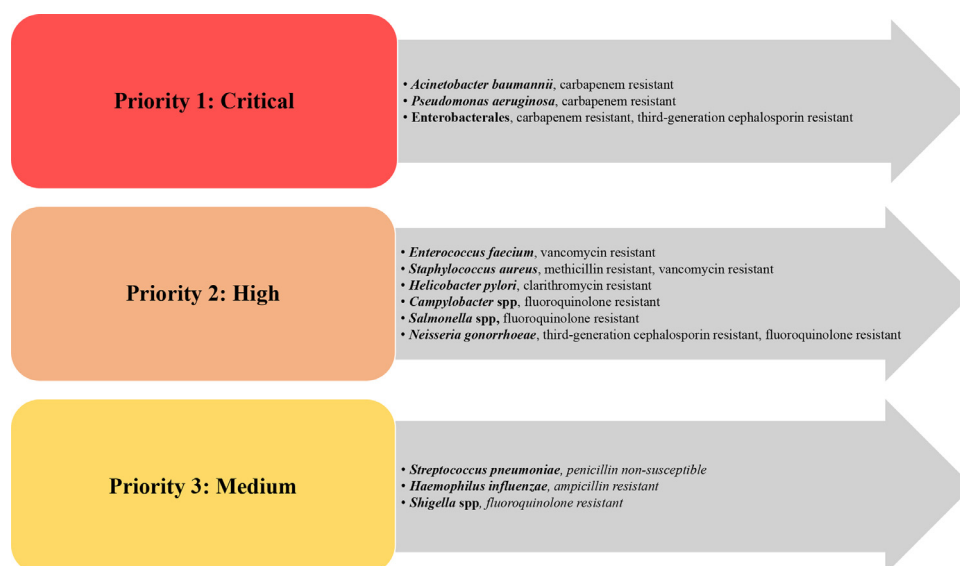 Priority 1: Critical
• Acinetobacter baumannii, carbapenem resistant
• Pseudomonas aeruginosa, carbapenem resistant
• Enterobacterales, carbapenem resistant, third-generation cephalosporin resistant
Priority 2: High
• Enterococcus faecium, vancomycin resistant
• Staphylococcus aureus, methicillin resistant, vancomycin resistant
• Helicobacter pylori, clarithromycin resistant
• Campylobacter spp, fluoroquinolone resistant
• Salmonella spp, fluoroquinolone resistant
• Neisseria gonorrhoeae, third-generation cephalosporin resistant, fluoroquinolone resistant
Priority 3: Medium
• Streptococcus pneumoniae, penicillin non-susceptible
• Haemophilus influenzae, ampicillin resistant
• Shigella spp, fluoroquinolone resistant